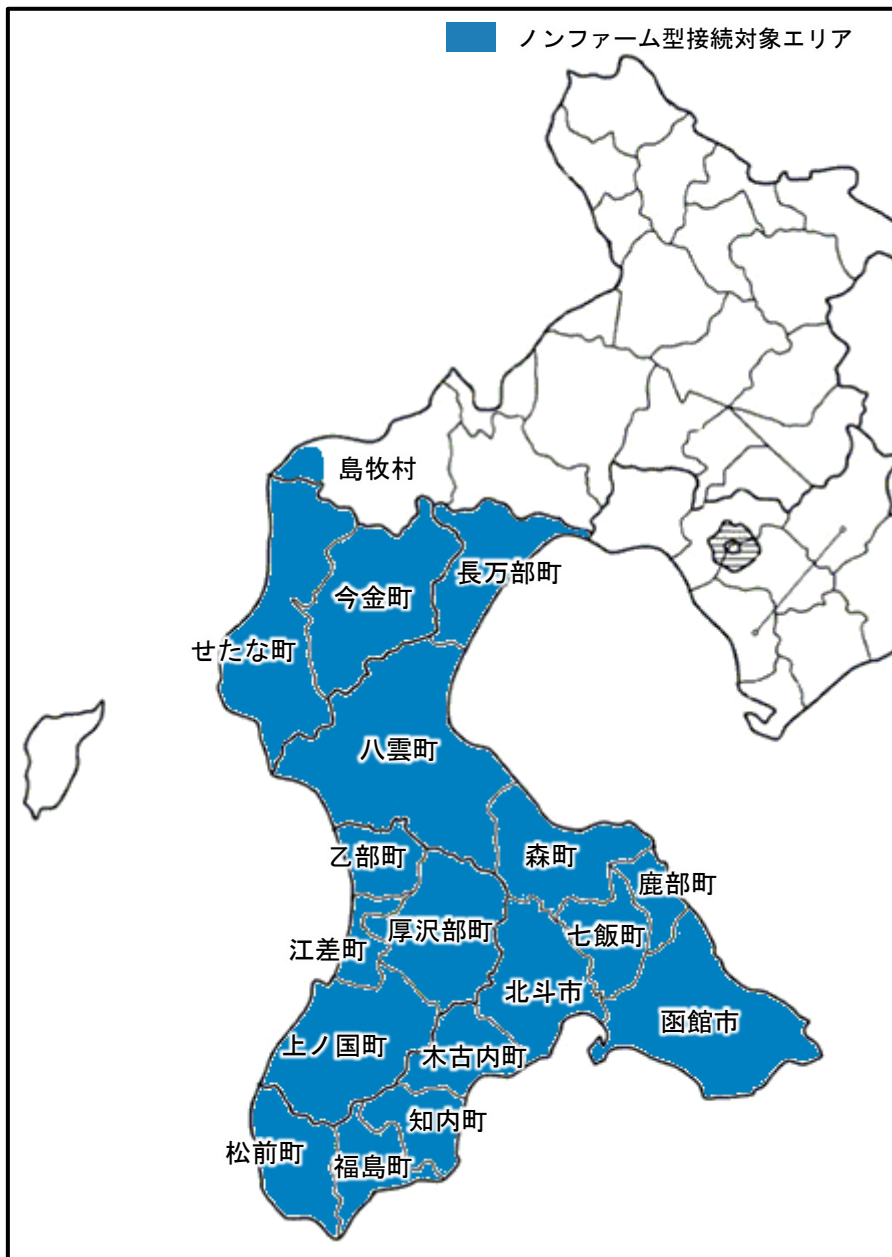 ノンファーム型接続対象エリア
島牧村
長万部町
今金町
せたな町
八雲町
乙部町
森町
鹿部町
厚沢部町
七飯町
江差町
北斗市
函館市
上ノ国町
木古内町
知内町
松前町
福島町